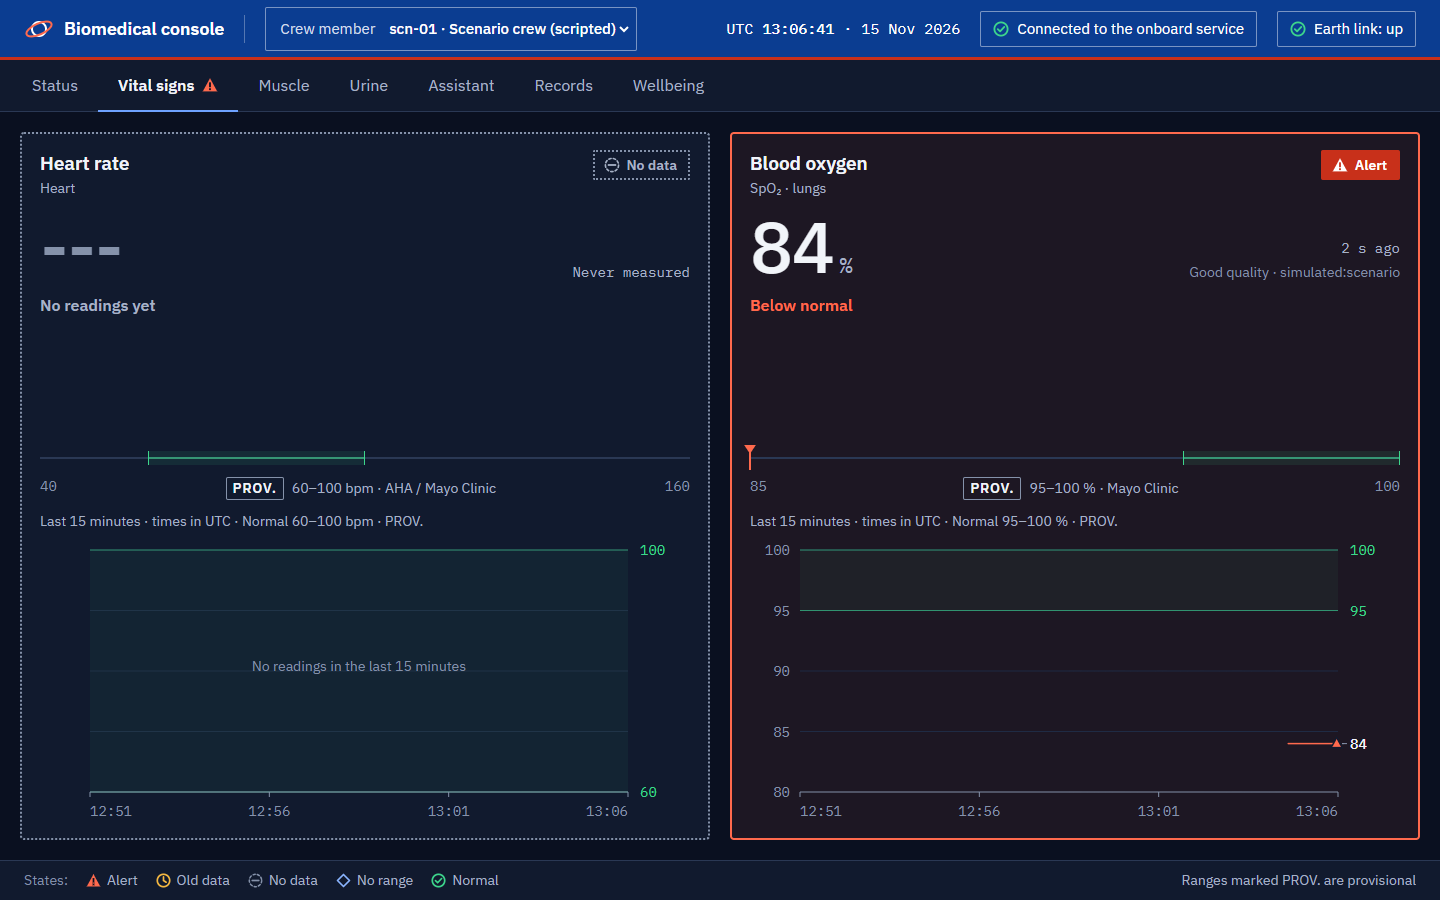 Biomedical console
Crew member scn-01 · Scenario crew (scripted)
UTC 13:06:41 · 15 Nov 2026
Connected to the onboard service
Earth link: up
Status
Vital signs
Muscle
Urine
Assistant
Records
Wellbeing
Heart rate
No data
Heart
---
Never measured
No readings yet
40
PROV. 60–100 bpm · AHA / Mayo Clinic
160
Last 15 minutes · times in UTC · Normal 60–100 bpm · PROV.
100
No readings in the last 15 minutes
60
12:51 12:56 13:01 13:06
Blood oxygen
Alert
SpO₂ · lungs
84 %
2 s ago
Good quality · simulated:scenario
Below normal
85
PROV. 95–100 % · Mayo Clinic
100
Last 15 minutes · times in UTC · Normal 95–100 % · PROV.
100 100
95 95
90
85
84
80
12:51 12:56 13:01 13:06
States: Alert Old data No data No range Normal
Ranges marked PROV. are provisional